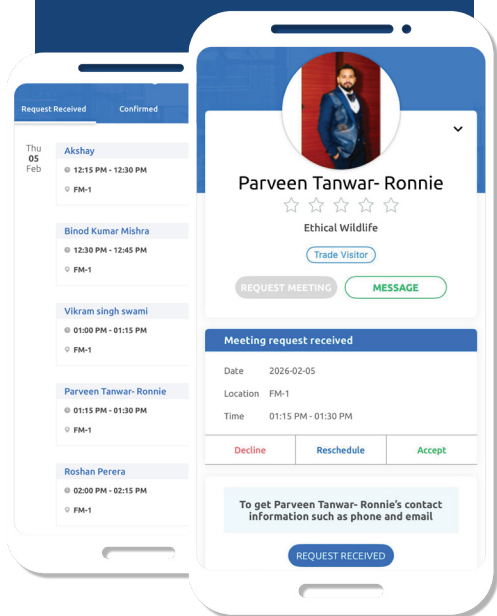 Request Received
Confirmed
Thu
05
Feb
Akshay
12:15 PM - 12:30 PM
FM-1
Binod Kumar Mishra
12:30 PM - 12:45 PM
FM-1
Vikram singh swami
01:00 PM - 01:15 PM
FM-1
Parveen Tanwar- Ronnie
01:15 PM - 01:30 PM
FM-1
Roshan Perera
02:00 PM - 02:15 PM
FM-1
Parveen Tanwar- Ronnie
Ethical Wildlife
Trade Visitor
REQUEST MEETING
MESSAGE
Meeting request received
Date 2026-02-05
Location FM-1
Time 01:15 PM - 01:30 PM
Decline
Reschedule
Accept
To get Parveen Tanwar- Ronnie's contact
information such as phone and email
REQUEST RECEIVED